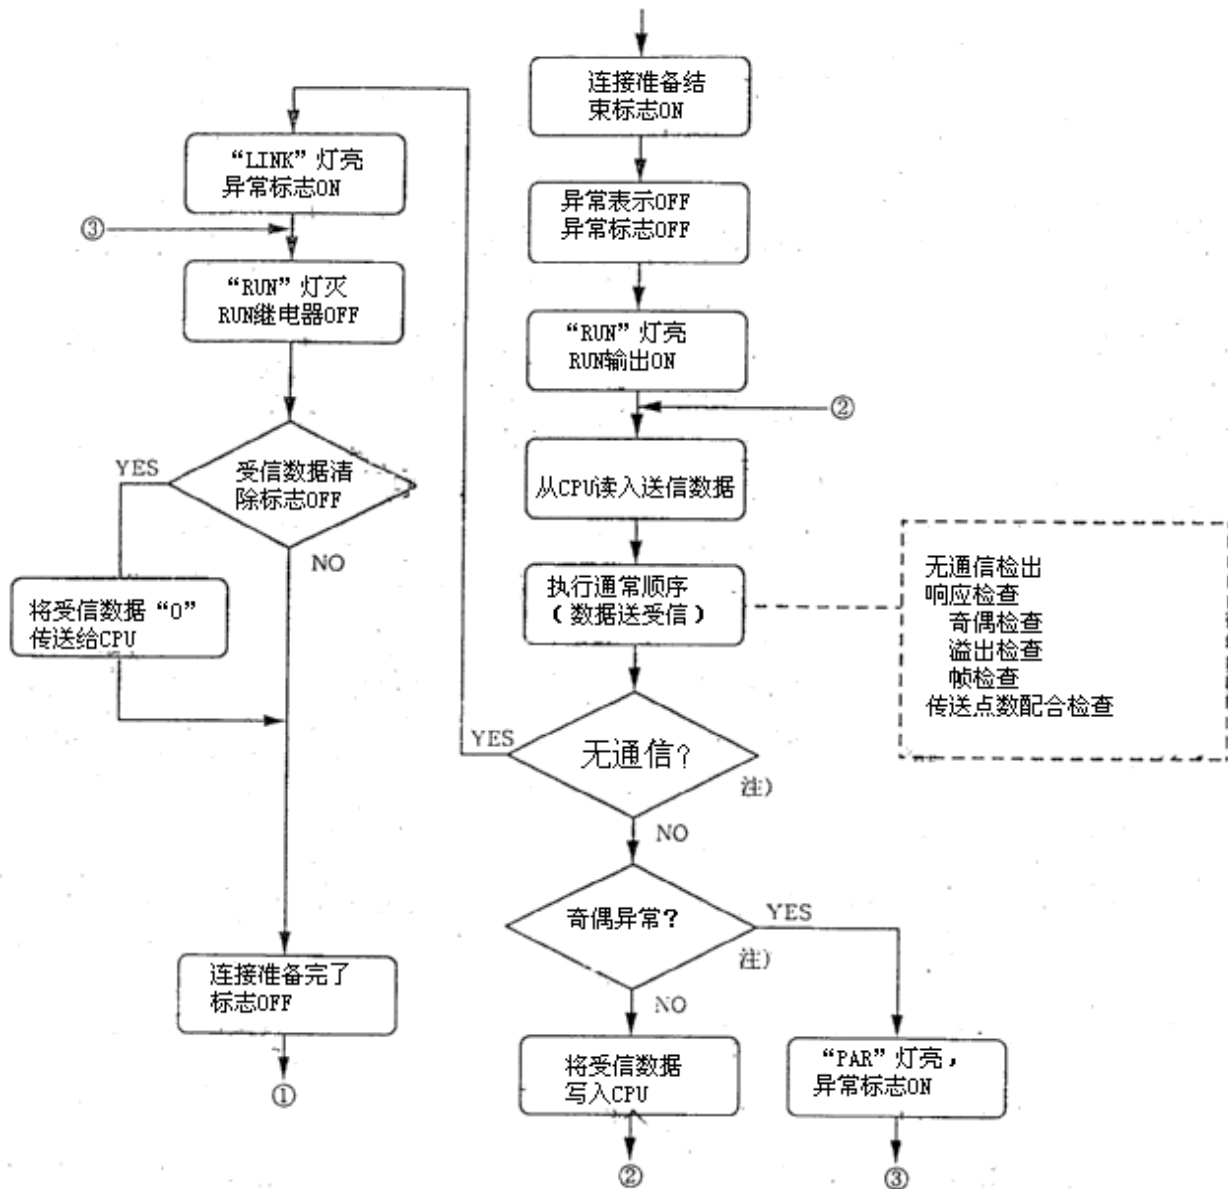 连接准备结
束标志ON
“LINK”灯亮
异常标志ON
异常表示OFF
异常标志OFF
③
“RUN”灯灭
RUN继电器OFF
“RUN”灯亮
RUN输出ON
②
YES
受信数据清
除标志OFF
NO
从CPU读入送信数据
执行通常顺序
(数据送受信)
无通信检出
响应检查
奇偶检查
溢出检查
帧检查
传送点数配合检查
将受信数据“0”
传送给CPU
YES
无通信?
注)
NO
奇偶异常?
YES
注)
NO
连接准备完了
标志OFF
①
将受信数据
写入CPU
②
“PAR”灯亮,
异常标志ON
③